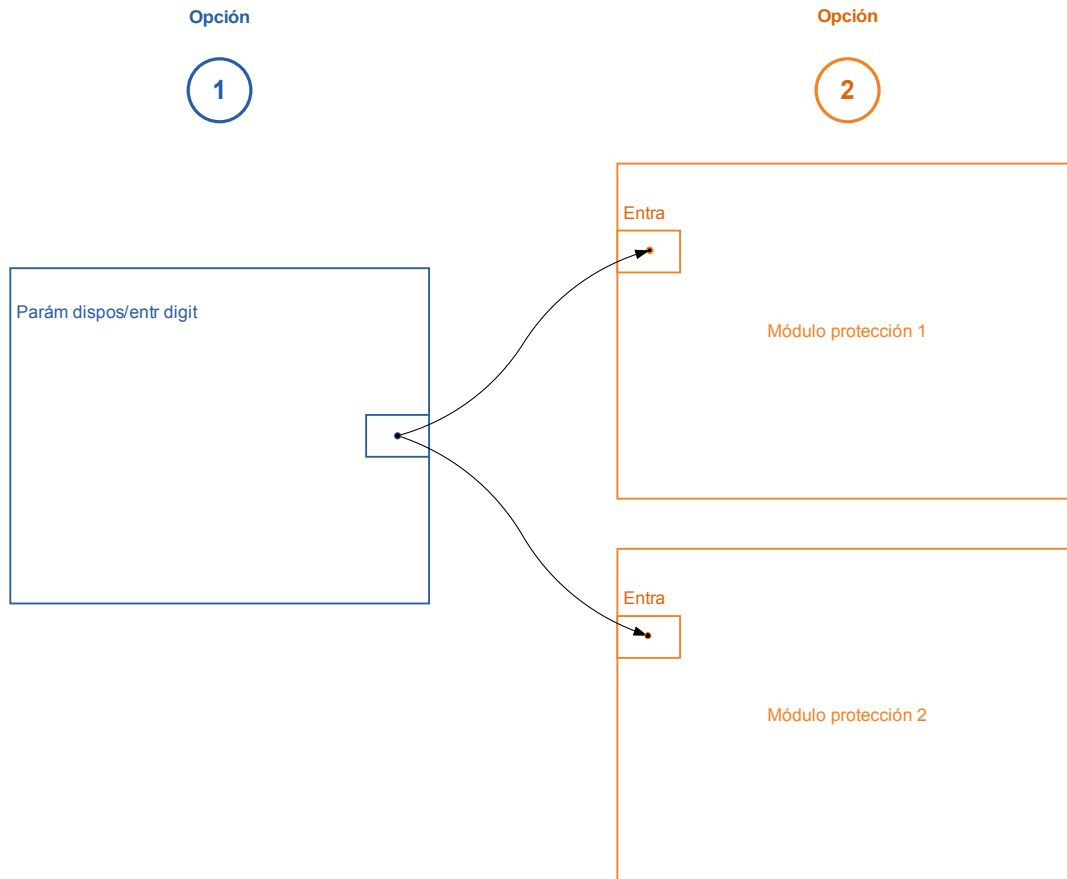 Opción
1
Opción
2
Parám dispos/entr digit
Entra
Módulo protección 1
Entra
Módulo protección 2